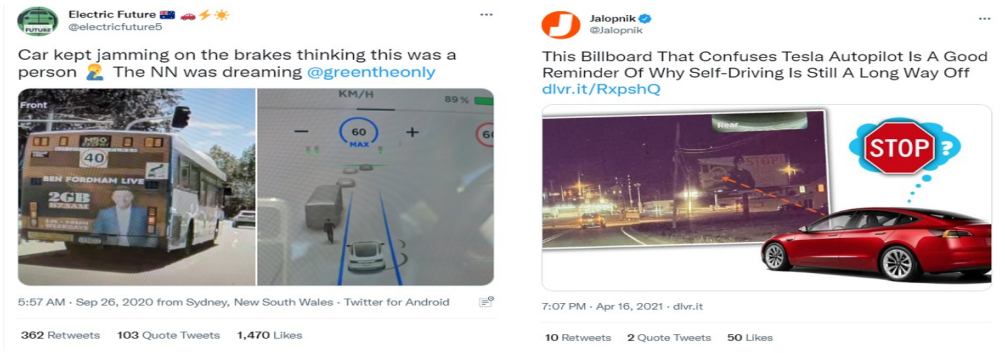 Electric Future
@electricfuture5
Car kept jamming on the brakes thinking this was a
person The NN was dreaming @greentheonly
Front
40
BEN FORDHAM LIVE
2GB
KM/H
89%
60
MAX
5:57 AM · Sep 26, 2020 from Sydney, New South Wales · Twitter for Android
362 Retweets 103 Quote Tweets 1,470 Likes
Jalopnik
@Jalopnik
This Billboard That Confuses Tesla Autopilot Is A Good
Reminder Of Why Self-Driving Is Still A Long Way Off
dlvr.it/RxpshQ
Rear
STOP
STOP
?
7:07 PM · Apr 16, 2021 · dlvr.it
10 Retweets 2 Quote Tweets 50 Likes